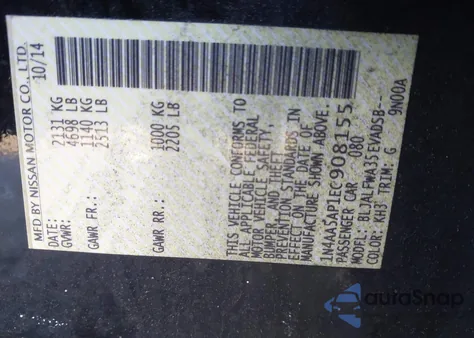 MFD BY NISSAN MOTOR CO., LTD.
DATE: 10/14
GVWR: 2131 KG
4698 LB
GAWR FR: 1140 KG
2513 LB
GAWR RR: 1000 KG
2205 LB
THIS VEHICLE CONFORMS TO
ALL APPLICABLE FEDERAL
MOTOR VEHICLE SAFETY,
BUMPER, AND THEFT
PREVENTION STANDARDS IN
EFFECT ON THE DATE OF
MANUFACTURE SHOWN ABOVE.
1N4AA5AP1EC908155
PASSENGER CAR 080
MODEL: BLJALFWA35EVADSB--
COLOR: KH3 TRIM: G 9N00A
autoSnap